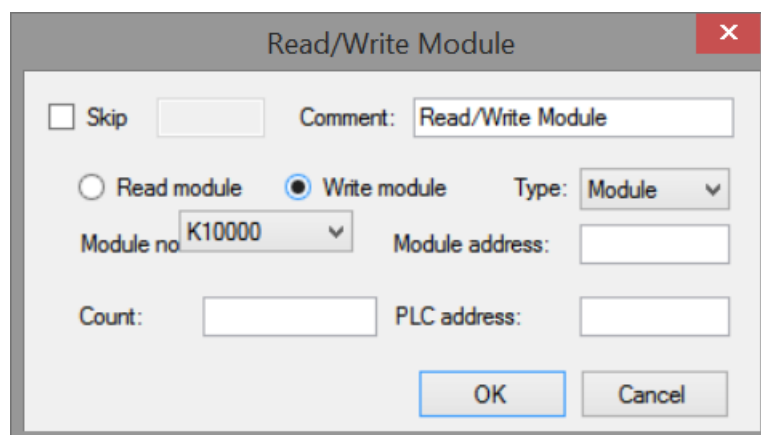 Read/Write Module
Skip Comment: Read/Write Module
Read module Write module Type: Module
Module no K10000 Module address:
Count: PLC address:
OK Cancel